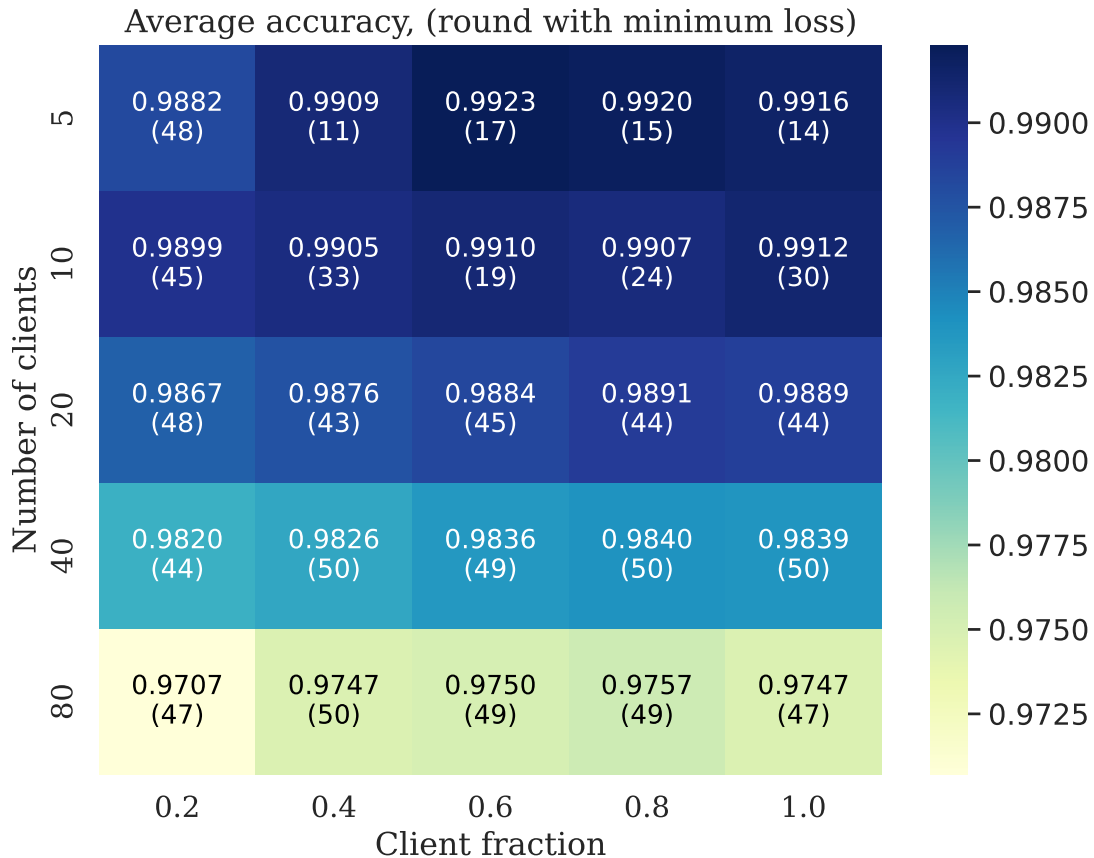 Average accuracy, (round with minimum loss)
Number of clients
5
0.9882 0.9909 0.9923 0.9920 0.9916
(48) (11) (17) (15) (14)
10
0.9899 0.9905 0.9910 0.9907 0.9912
(45) (33) (19) (24) (30)
20
0.9867 0.9876 0.9884 0.9891 0.9889
(48) (43) (45) (44) (44)
40
0.9820 0.9826 0.9836 0.9840 0.9839
(44) (50) (49) (50) (50)
80
0.9707 0.9747 0.9750 0.9757 0.9747
(47) (50) (49) (49) (47)
0.2 0.4 0.6 0.8 1.0
Client fraction
0.9900
0.9875
0.9850
0.9825
0.9800
0.9775
0.9750
0.9725